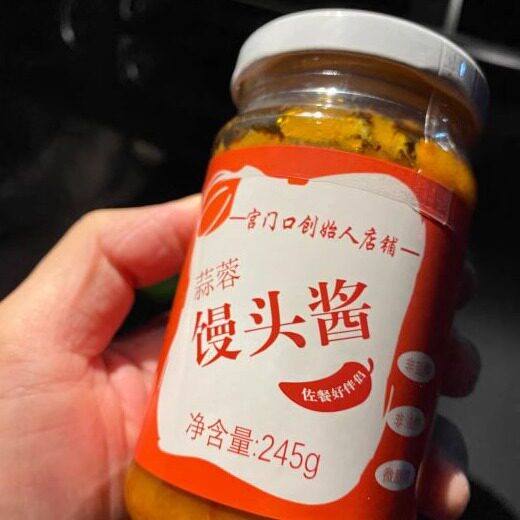 宫门口创始人店铺
蒜蓉
馒头酱
佐餐好伴侣
净含量:245g